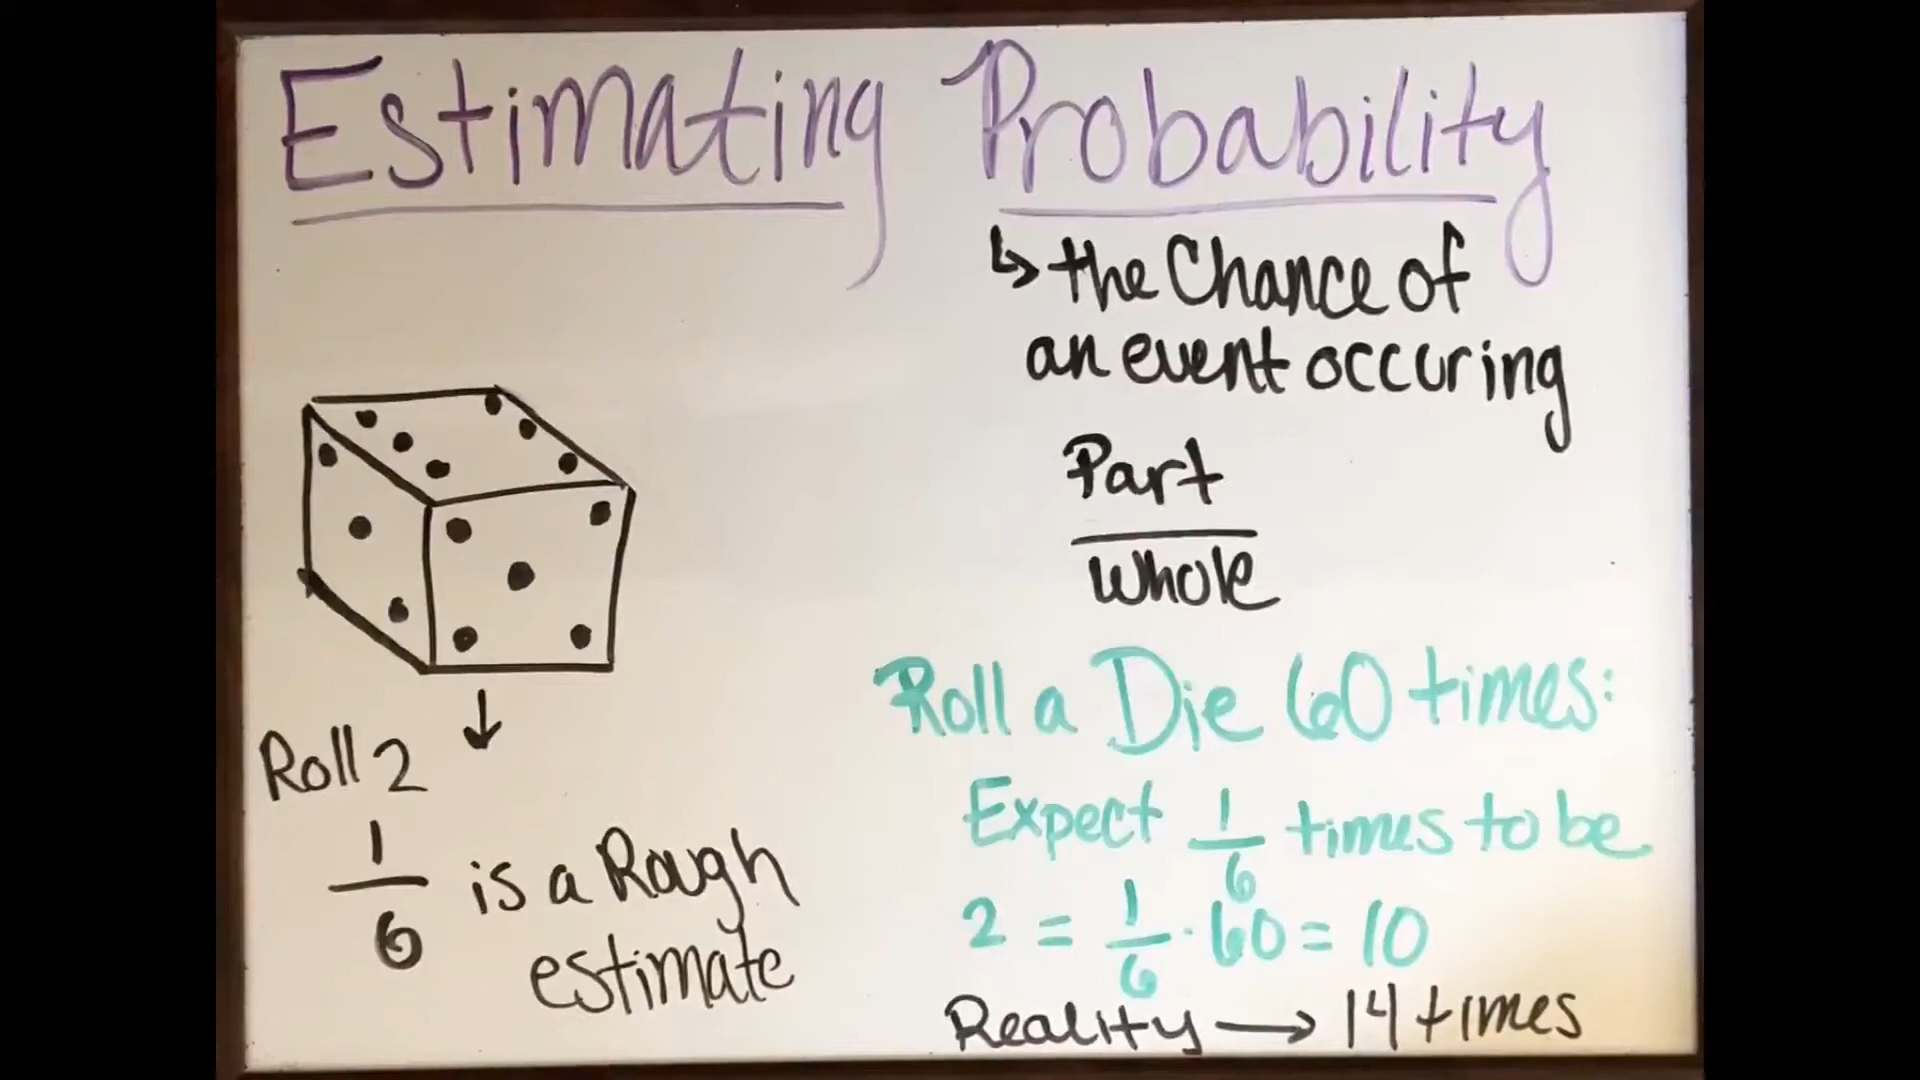 Estimating Probability
↳ the Chance of
an event occuring
Part
Whole
Roll 2
1
6
is a Rough
estimate
Roll a Die 60 times:
Expect 1/6 times to be
2 = 1/6 · 60 = 10
Reality → 14 times